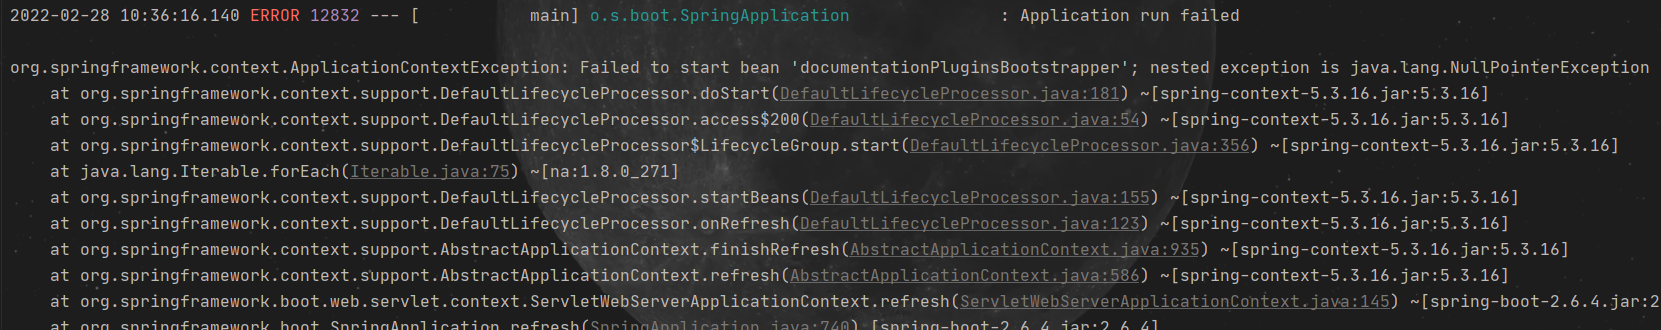 2022-02-28 10:36:16.140 ERROR 12832 --- [           main] o.s.boot.SpringApplication               : Application run failed
org.springframework.context.ApplicationContextException: Failed to start bean 'documentationPluginsBootstrapper'; nested exception is java.lang.NullPointerException
at org.springframework.context.support.DefaultLifecycleProcessor.doStart(DefaultLifecycleProcessor.java:181) ~[spring-context-5.3.16.jar:5.3.16]
at org.springframework.context.support.DefaultLifecycleProcessor.access$200(DefaultLifecycleProcessor.java:54) ~[spring-context-5.3.16.jar:5.3.16]
at org.springframework.context.support.DefaultLifecycleProcessor$LifecycleGroup.start(DefaultLifecycleProcessor.java:356) ~[spring-context-5.3.16.jar:5.3.16]
at java.lang.Iterable.forEach(Iterable.java:75) ~[na:1.8.0_271]
at org.springframework.context.support.DefaultLifecycleProcessor.startBeans(DefaultLifecycleProcessor.java:155) ~[spring-context-5.3.16.jar:5.3.16]
at org.springframework.context.support.DefaultLifecycleProcessor.onRefresh(DefaultLifecycleProcessor.java:123) ~[spring-context-5.3.16.jar:5.3.16]
at org.springframework.context.support.AbstractApplicationContext.finishRefresh(AbstractApplicationContext.java:935) ~[spring-context-5.3.16.jar:5.3.16]
at org.springframework.context.support.AbstractApplicationContext.refresh(AbstractApplicationContext.java:586) ~[spring-context-5.3.16.jar:5.3.16]
at org.springframework.boot.web.servlet.context.ServletWebServerApplicationContext.refresh(ServletWebServerApplicationContext.java:145) ~[spring-boot-2.6.4.jar:2
at org.springframework.boot.SpringApplication.refresh(SpringApplication.java:740) [spring-boot-2.6.4.jar:2.6.4]